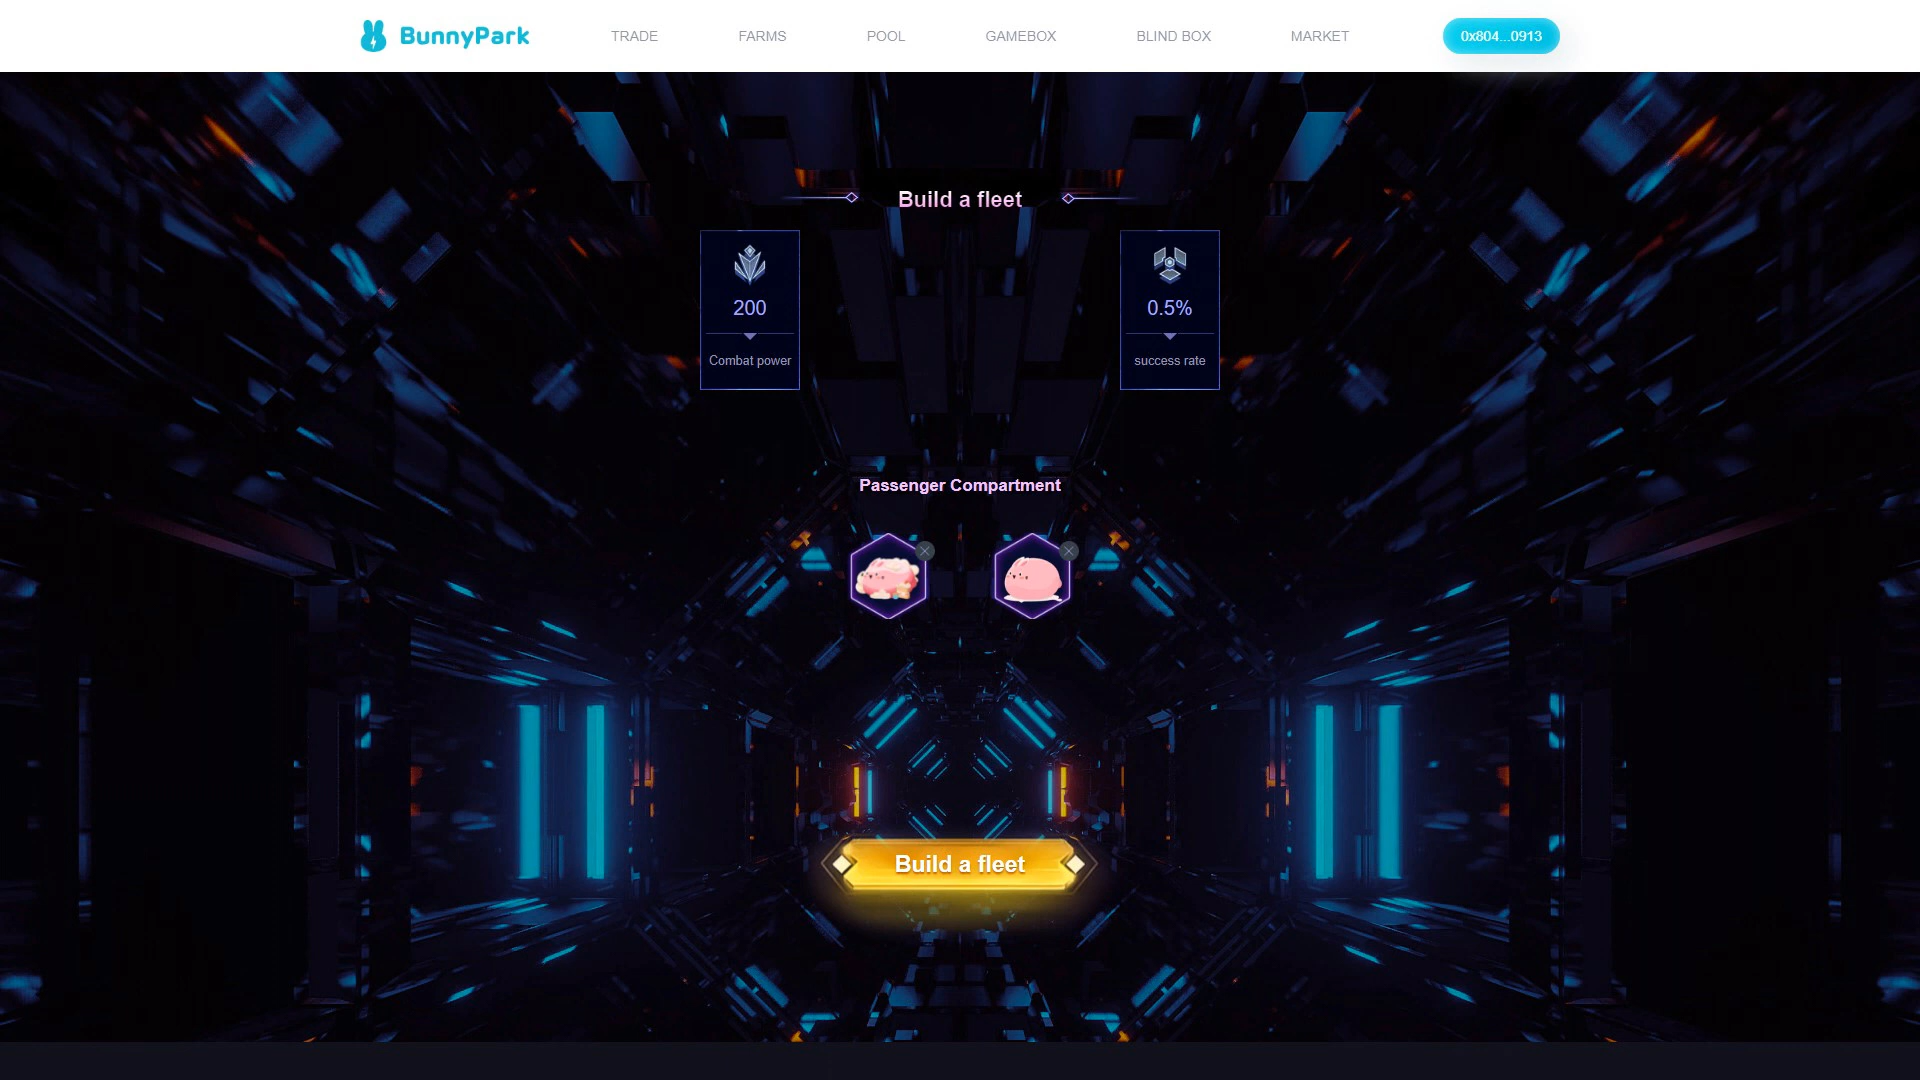 BunnyPark
TRADE
FARMS
POOL
GAMEBOX
BLIND BOX
MARKET
0x804...0913
Build a fleet
200
Combat power
0.5%
success rate
Passenger Compartment
Build a fleet